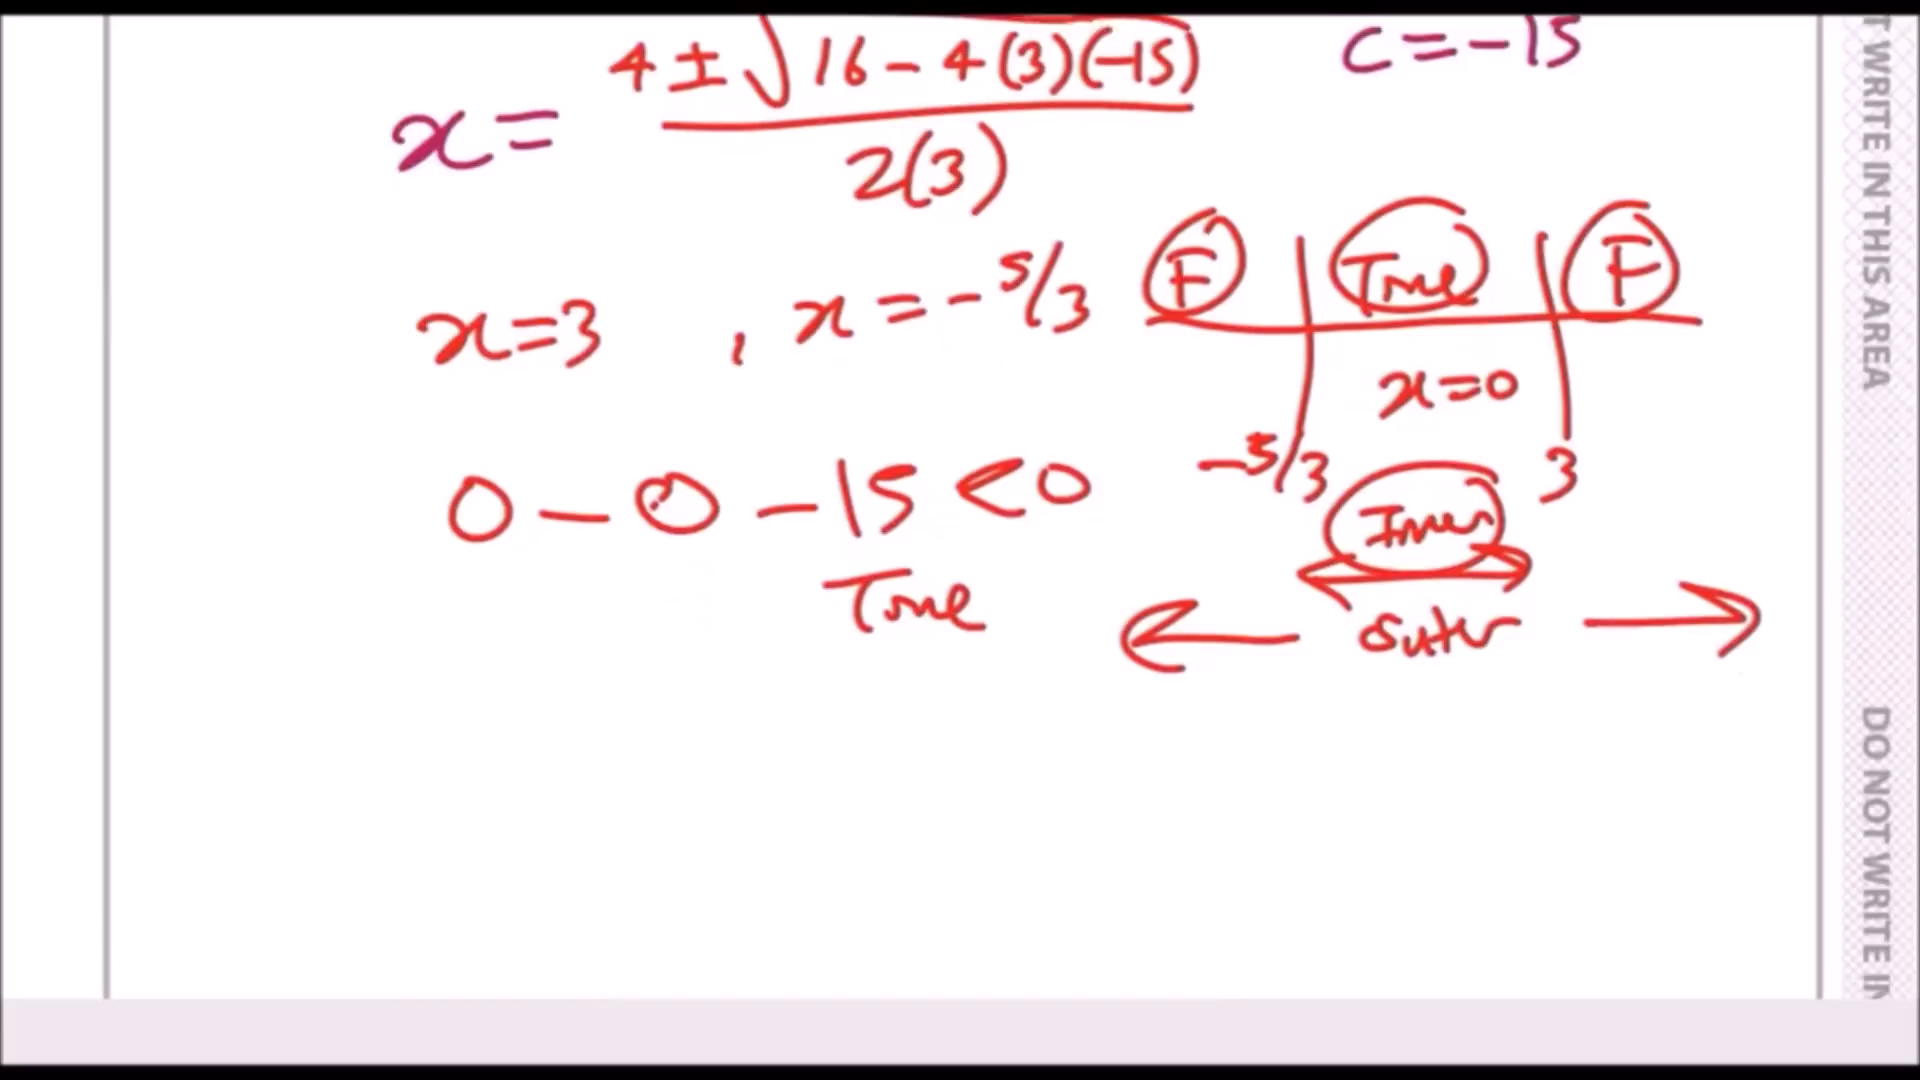 4 ± √16 - 4(3)(-15)
c = -15
x =
2(3)
x = 3 , x = - 5/3
F True F
x = 0
-5/3 3
0 - 0 - 15 < 0
Inner
True
outer
T WRITE IN THIS AREA
DO NOT WRITE IN